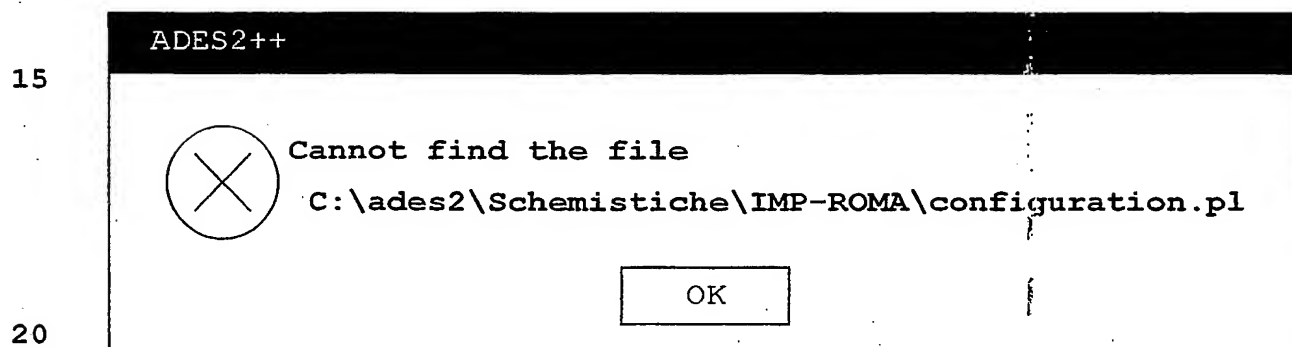 ADES2++
15
Cannot find the file
C:\ades2\Schemistiche\IMP-ROMA\configuration.pl
OK
20